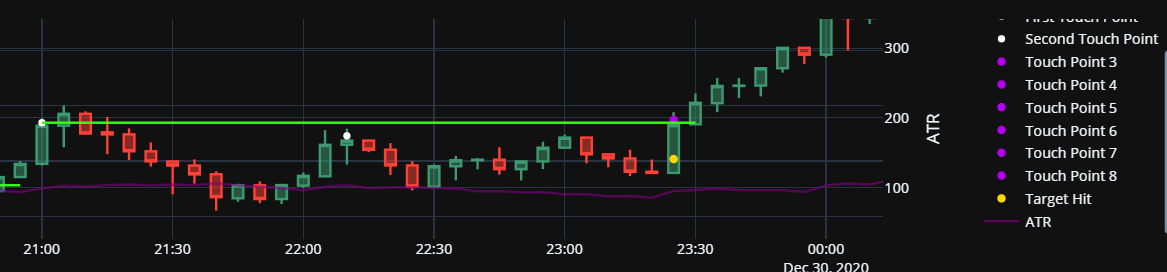 First Touch Point
Second Touch Point
Touch Point 3
Touch Point 4
Touch Point 5
Touch Point 6
Touch Point 7
Touch Point 8
Target Hit
ATR
300
200
100
ATR
21:00 21:30 22:00 22:30 23:00 23:30 00:00
Dec 30, 2020